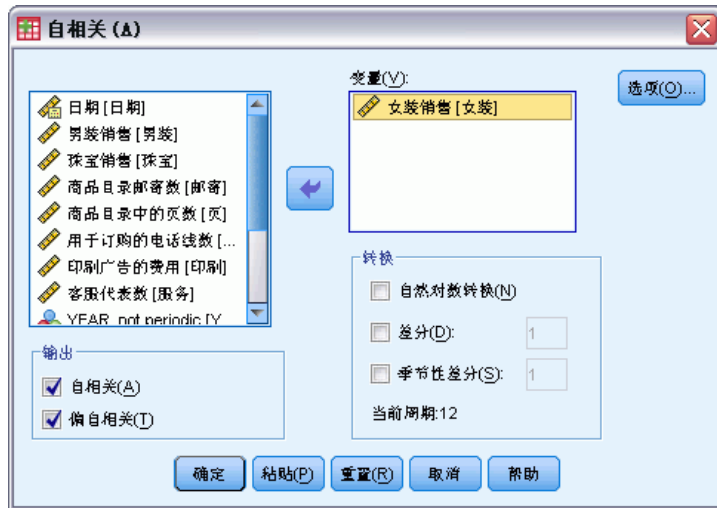 自相关(A)
变量(V):
日期[日期]
男装销售[男装]
珠宝销售[珠宝]
商品目录邮寄数[邮寄]
商品目录中的页数[页]
用于订购的电话线数[...
印刷广告的费用[印刷]
客服代表数[服务]
YEAR, not periodic [Y...
女装销售[女装]
选项(O)...
转换
自然对数转换(N)
差分(D):
1
季节性差分(S):
1
当前周期:12
输出
自相关(A)
偏自相关(T)
确定
粘贴(P)
重置(R)
取消
帮助